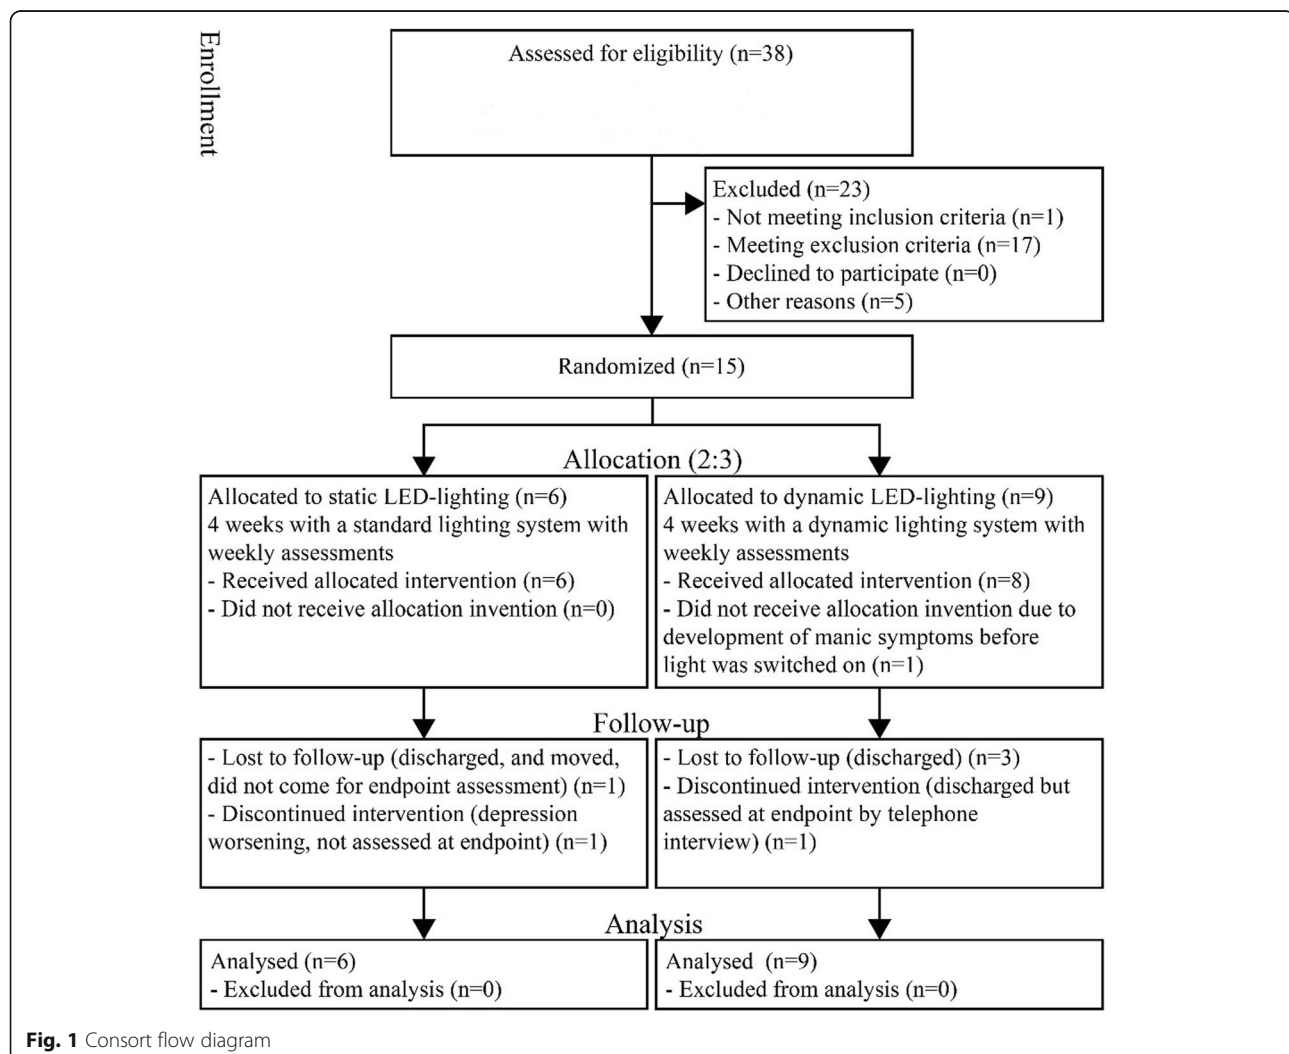 Enrollment
Assessed for eligibility (n=38)
Excluded (n=23)
- Not meeting inclusion criteria (n=1)
- Meeting exclusion criteria (n=17)
- Declined to participate (n=0)
- Other reasons (n=5)
Randomized (n=15)
Allocation (2:3)
Allocated to static LED-lighting (n=6)
4 weeks with a standard lighting system with
weekly assessments
- Received allocated intervention (n=6)
- Did not receive allocation invention (n=0)
Allocated to dynamic LED-lighting (n=9)
4 weeks with a dynamic lighting system with
weekly assessments
- Received allocated intervention (n=8)
- Did not receive allocation invention due to
development of manic symptoms before
light was switched on (n=1)
Follow-up
- Lost to follow-up (discharged, and moved,
did not come for endpoint assessment) (n=1)
- Discontinued intervention (depression
worsening, not assessed at endpoint) (n=1)
- Lost to follow-up (discharged) (n=3)
- Discontinued intervention (discharged but
assessed at endpoint by telephone
interview) (n=1)
Analysis
Analysed (n=6)
- Excluded from analysis (n=0)
Analysed (n=9)
- Excluded from analysis (n=0)
Fig. 1 Consort flow diagram